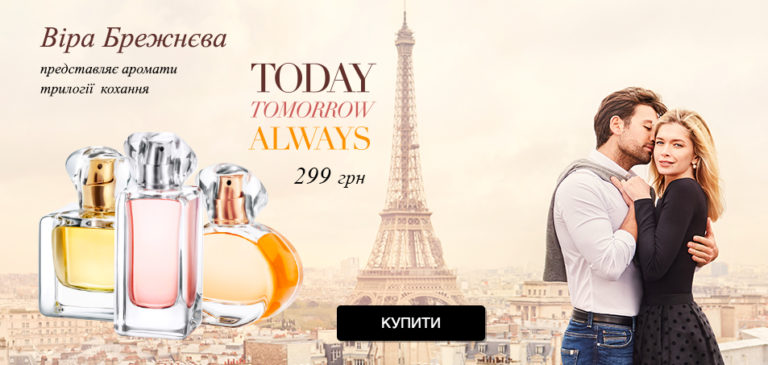 Віра Брежнєва
представляє аромати
трилогії кохання
TODAY
TOMORROW
ALWAYS
299 грн
КУПИТИ